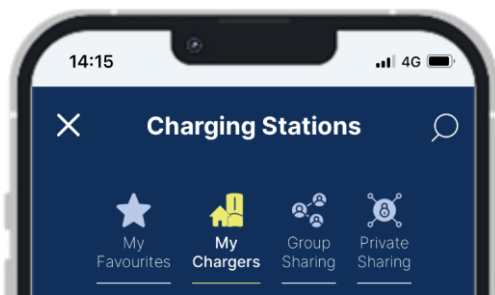 14:15
4G
Charging Stations
My Favourites
My Chargers
Group Sharing
Private Sharing